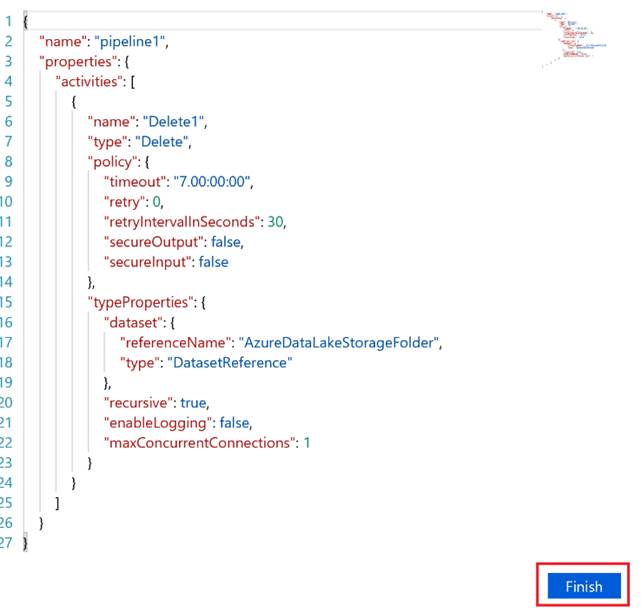 1 {
2 "name": "pipeline1",
3 "properties": {
4 "activities": [
5 {
6 "name": "Delete1",
7 "type": "Delete",
8 "policy": {
9 "timeout": "7.00:00:00",
10 "retry": 0,
11 "retryIntervalInSeconds": 30,
12 "secureOutput": false,
13 "secureInput": false
14 },
15 "typeProperties": {
16 "dataset": {
17 "referenceName": "AzureDataLakeStorageFolder",
18 "type": "DatasetReference"
19 },
20 "recursive": true,
21 "enableLogging": false,
22 "maxConcurrentConnections": 1
23 }
24 }
25 ]
26 }
27 }
Finish